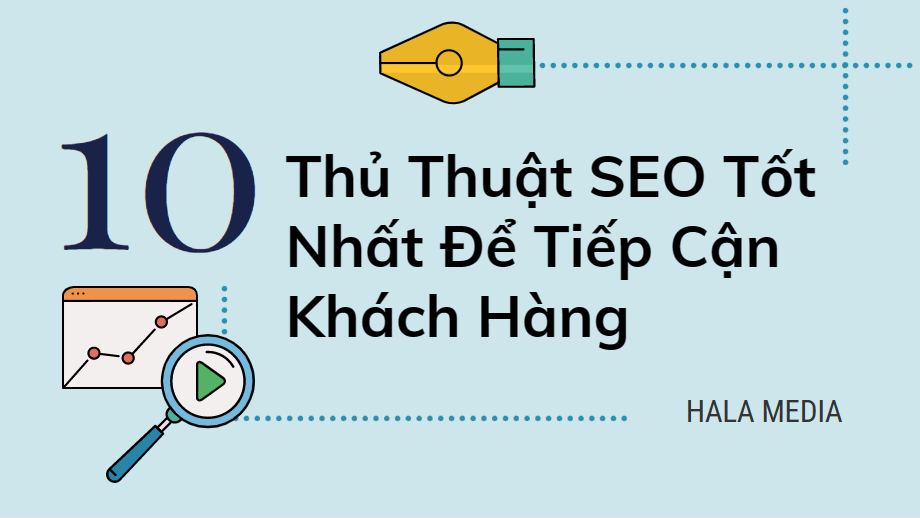 10
Thủ Thuật SEO Tốt
Nhất Để Tiếp Cận
Khách Hàng
HALA MEDIA